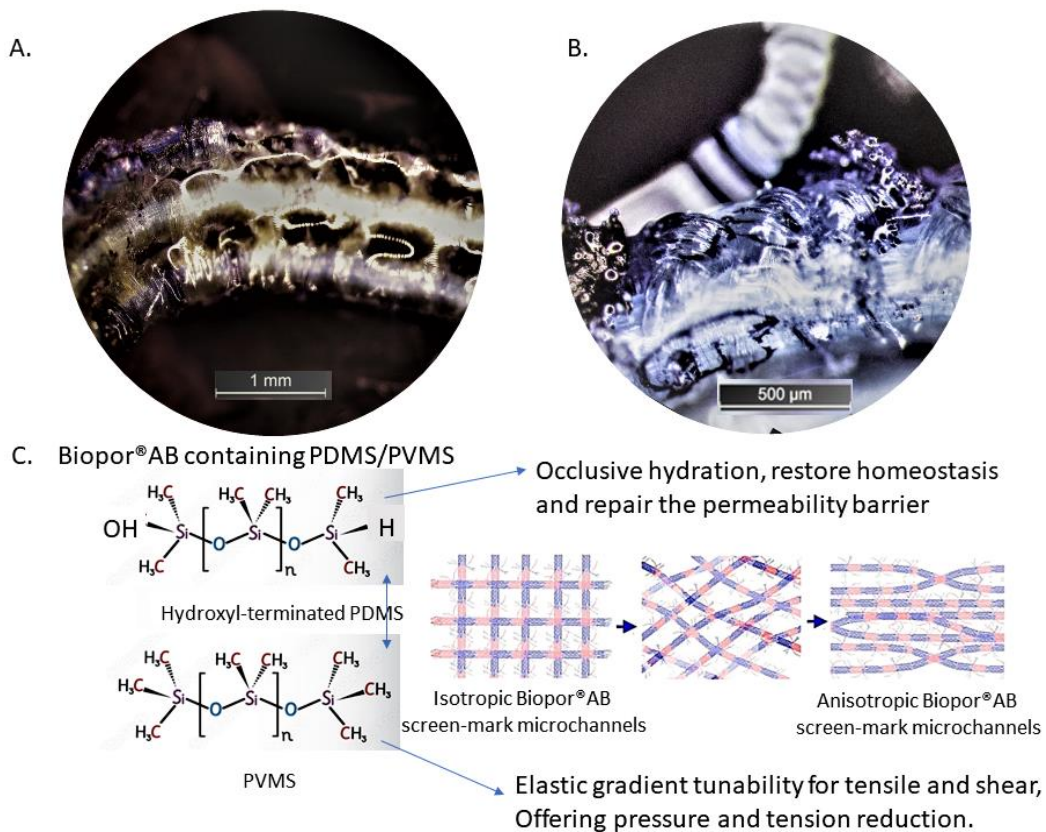 A.
B.
1 mm
500 µm
C. Biopor®AB containing PDMS/PVMS
Occlusive hydration, restore homeostasis
and repair the permeability barrier
H₃C CH₃ CH₃ CH₃
OH Si Si Si H
O O
n
H₃C CH₃
Hydroxyl-terminated PDMS
H₃C CH₃ CH₃ CH₃
H₃C Si Si Si CH₃
O O
n
H₃C CH₃
PVMS
Isotropic Biopor®AB
screen-mark microchannels
Anisotropic Biopor®AB
screen-mark microchannels
Elastic gradient tunability for tensile and shear,
Offering pressure and tension reduction.